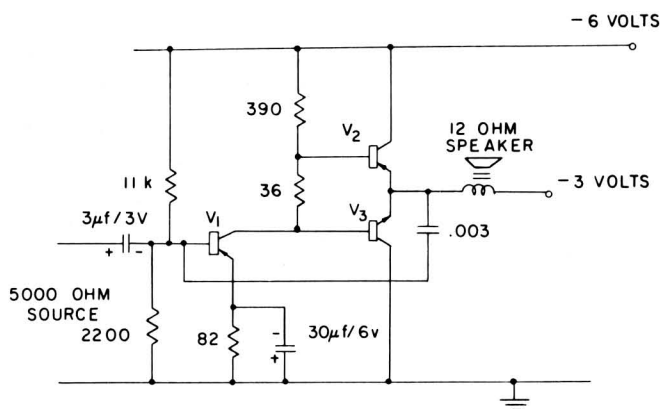 – 6 VOLTS
390
12 OHM
SPEAKER
V2
11 k
36
– 3 VOLTS
3μf/3V
V1
V3
.003
+ -
5000 OHM
SOURCE
2200
82
-
+
30μf/6v